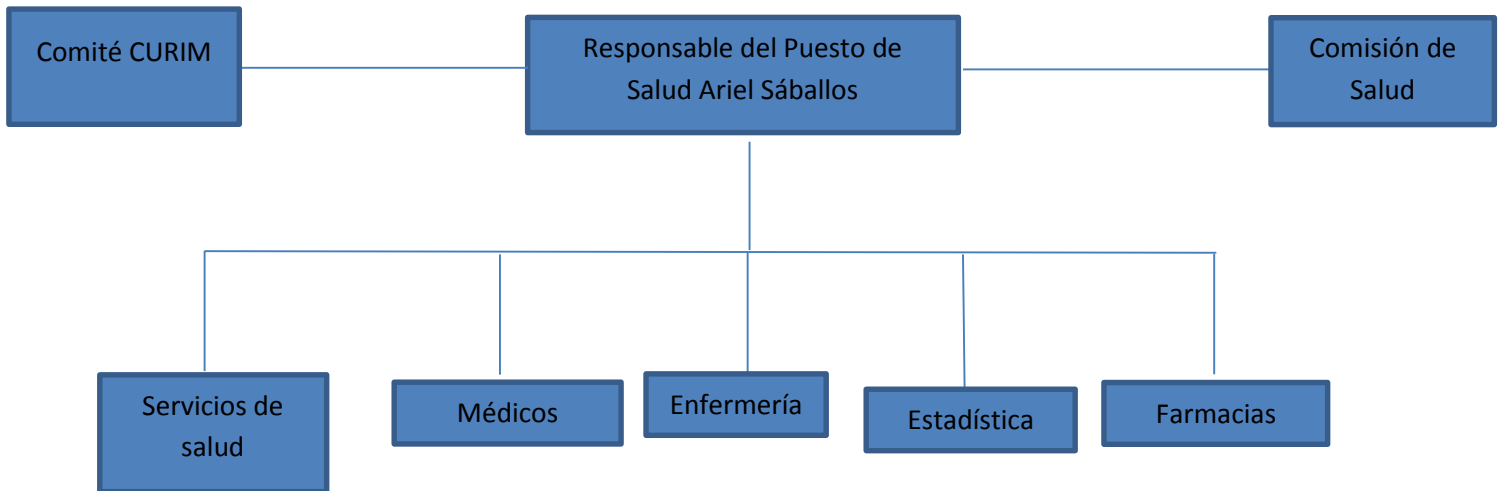 Comité CURIM
Responsable del Puesto de
Salud Ariel Sáballos
Comisión de
Salud
Servicios de
salud
Médicos
Enfermería
Estadística
Farmacias